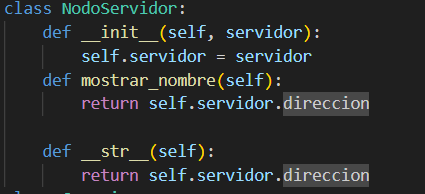 class NodoServidor:
    def __init__(self, servidor):
        self.servidor = servidor
    def mostrar_nombre(self):
        return self.servidor.direccion

    def __str__(self):
        return self.servidor.direccion